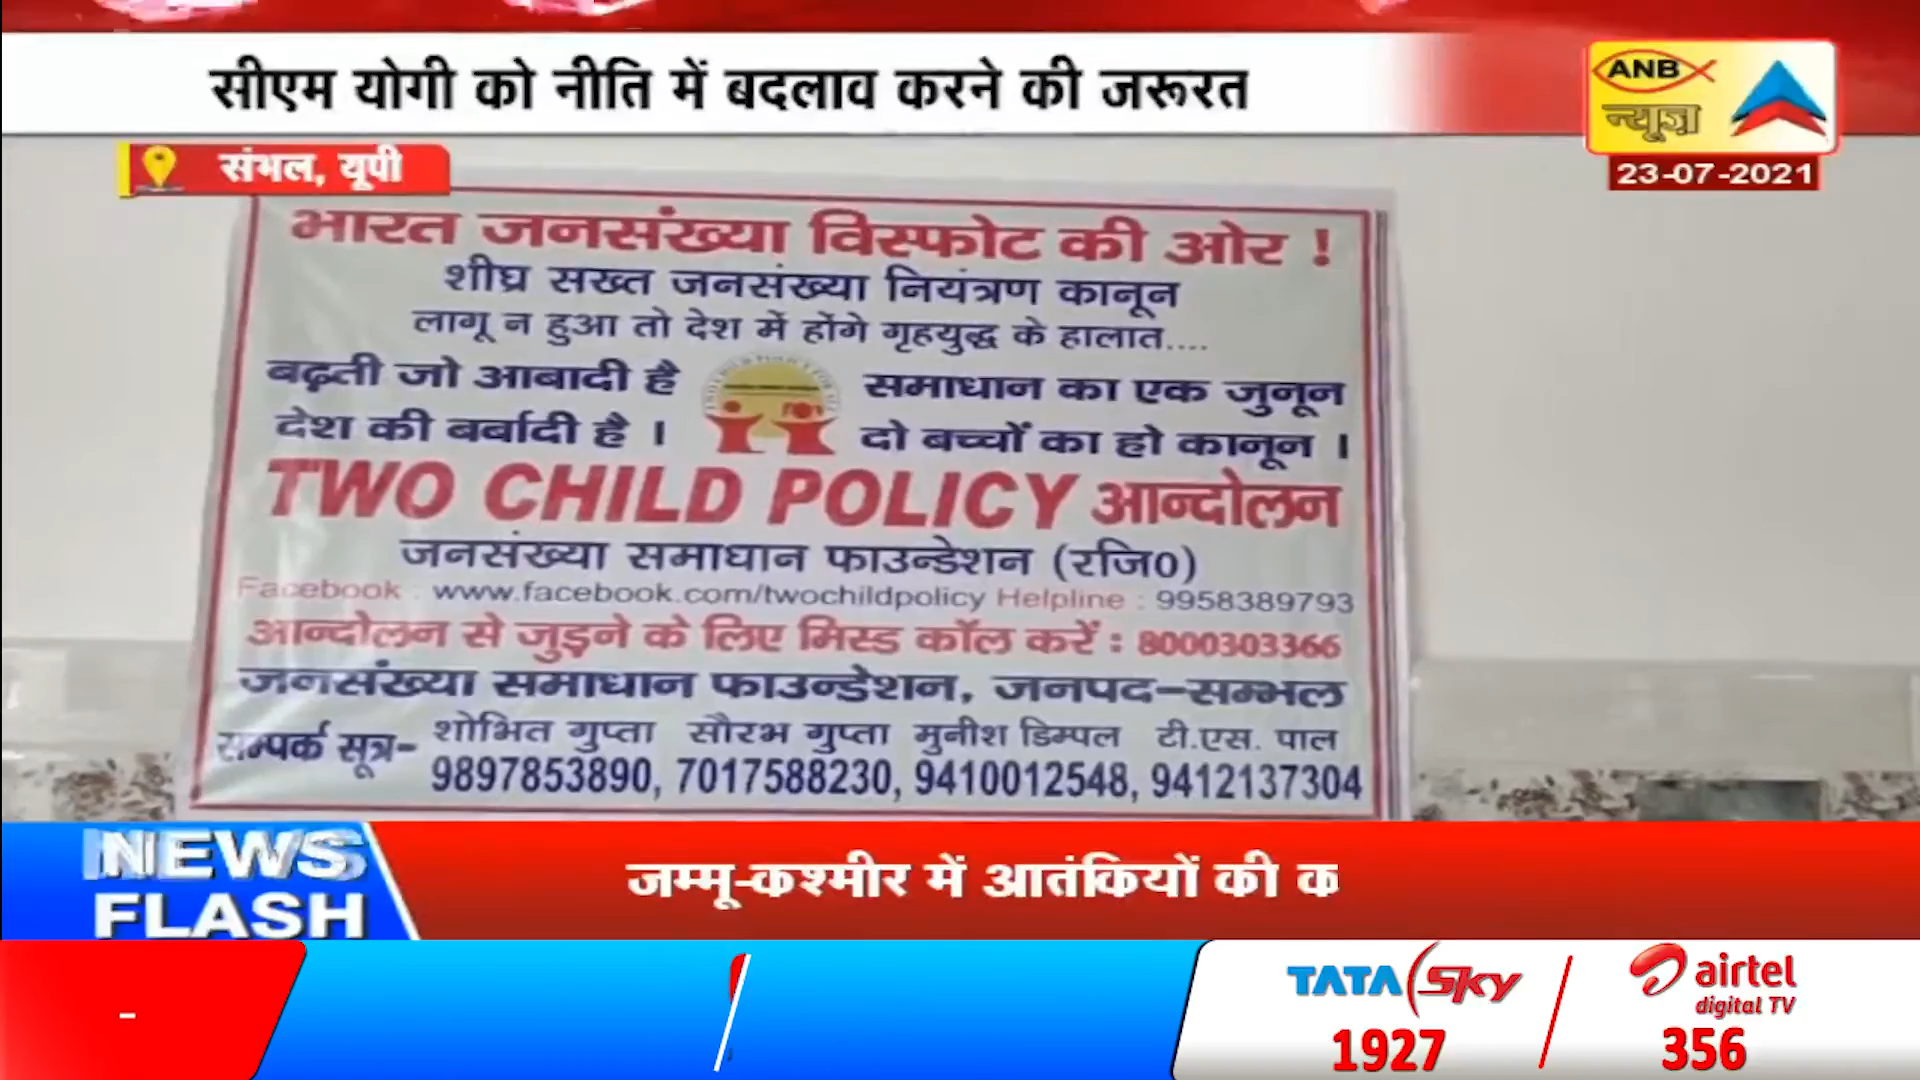 सीएम योगी को नीति में बदलाव करने की जरूरत
ANB
न्यूज़
23-07-2021
संभल, यूपी
भारत जनसंख्या विस्फोट की ओर !
शीघ्र सख्त जनसंख्या नियंत्रण कानून
लागू न हुआ तो देश में होंगे गृहयुद्ध के हालात....
बढ़ती जो आबादी है
देश की बर्बादी है ।
समाधान का एक जुनून
दो बच्चों का हो कानून ।
TWO CHILD POLICY आन्दोलन
जनसंख्या समाधान फाउन्डेशन (रजि0)
Facebook : www.facebook.com/twochildpolicy Helpline : 9958389793
आन्दोलन से जुड़ने के लिए मिस्ड कॉल करें : 8000303366
जनसंख्या समाधान फाउन्डेशन, जनपद-सम्भल
सम्पर्क सूत्र-
शोभित गुप्ता सौरभ गुप्ता मुनीश डिम्पल टी.एस. पाल
9897853890, 7017588230, 9410012548, 9412137304
NEWS
FLASH
जम्मू-कश्मीर में आतंकियों की क
-
TATA Sky
1927
airtel
digital TV
356